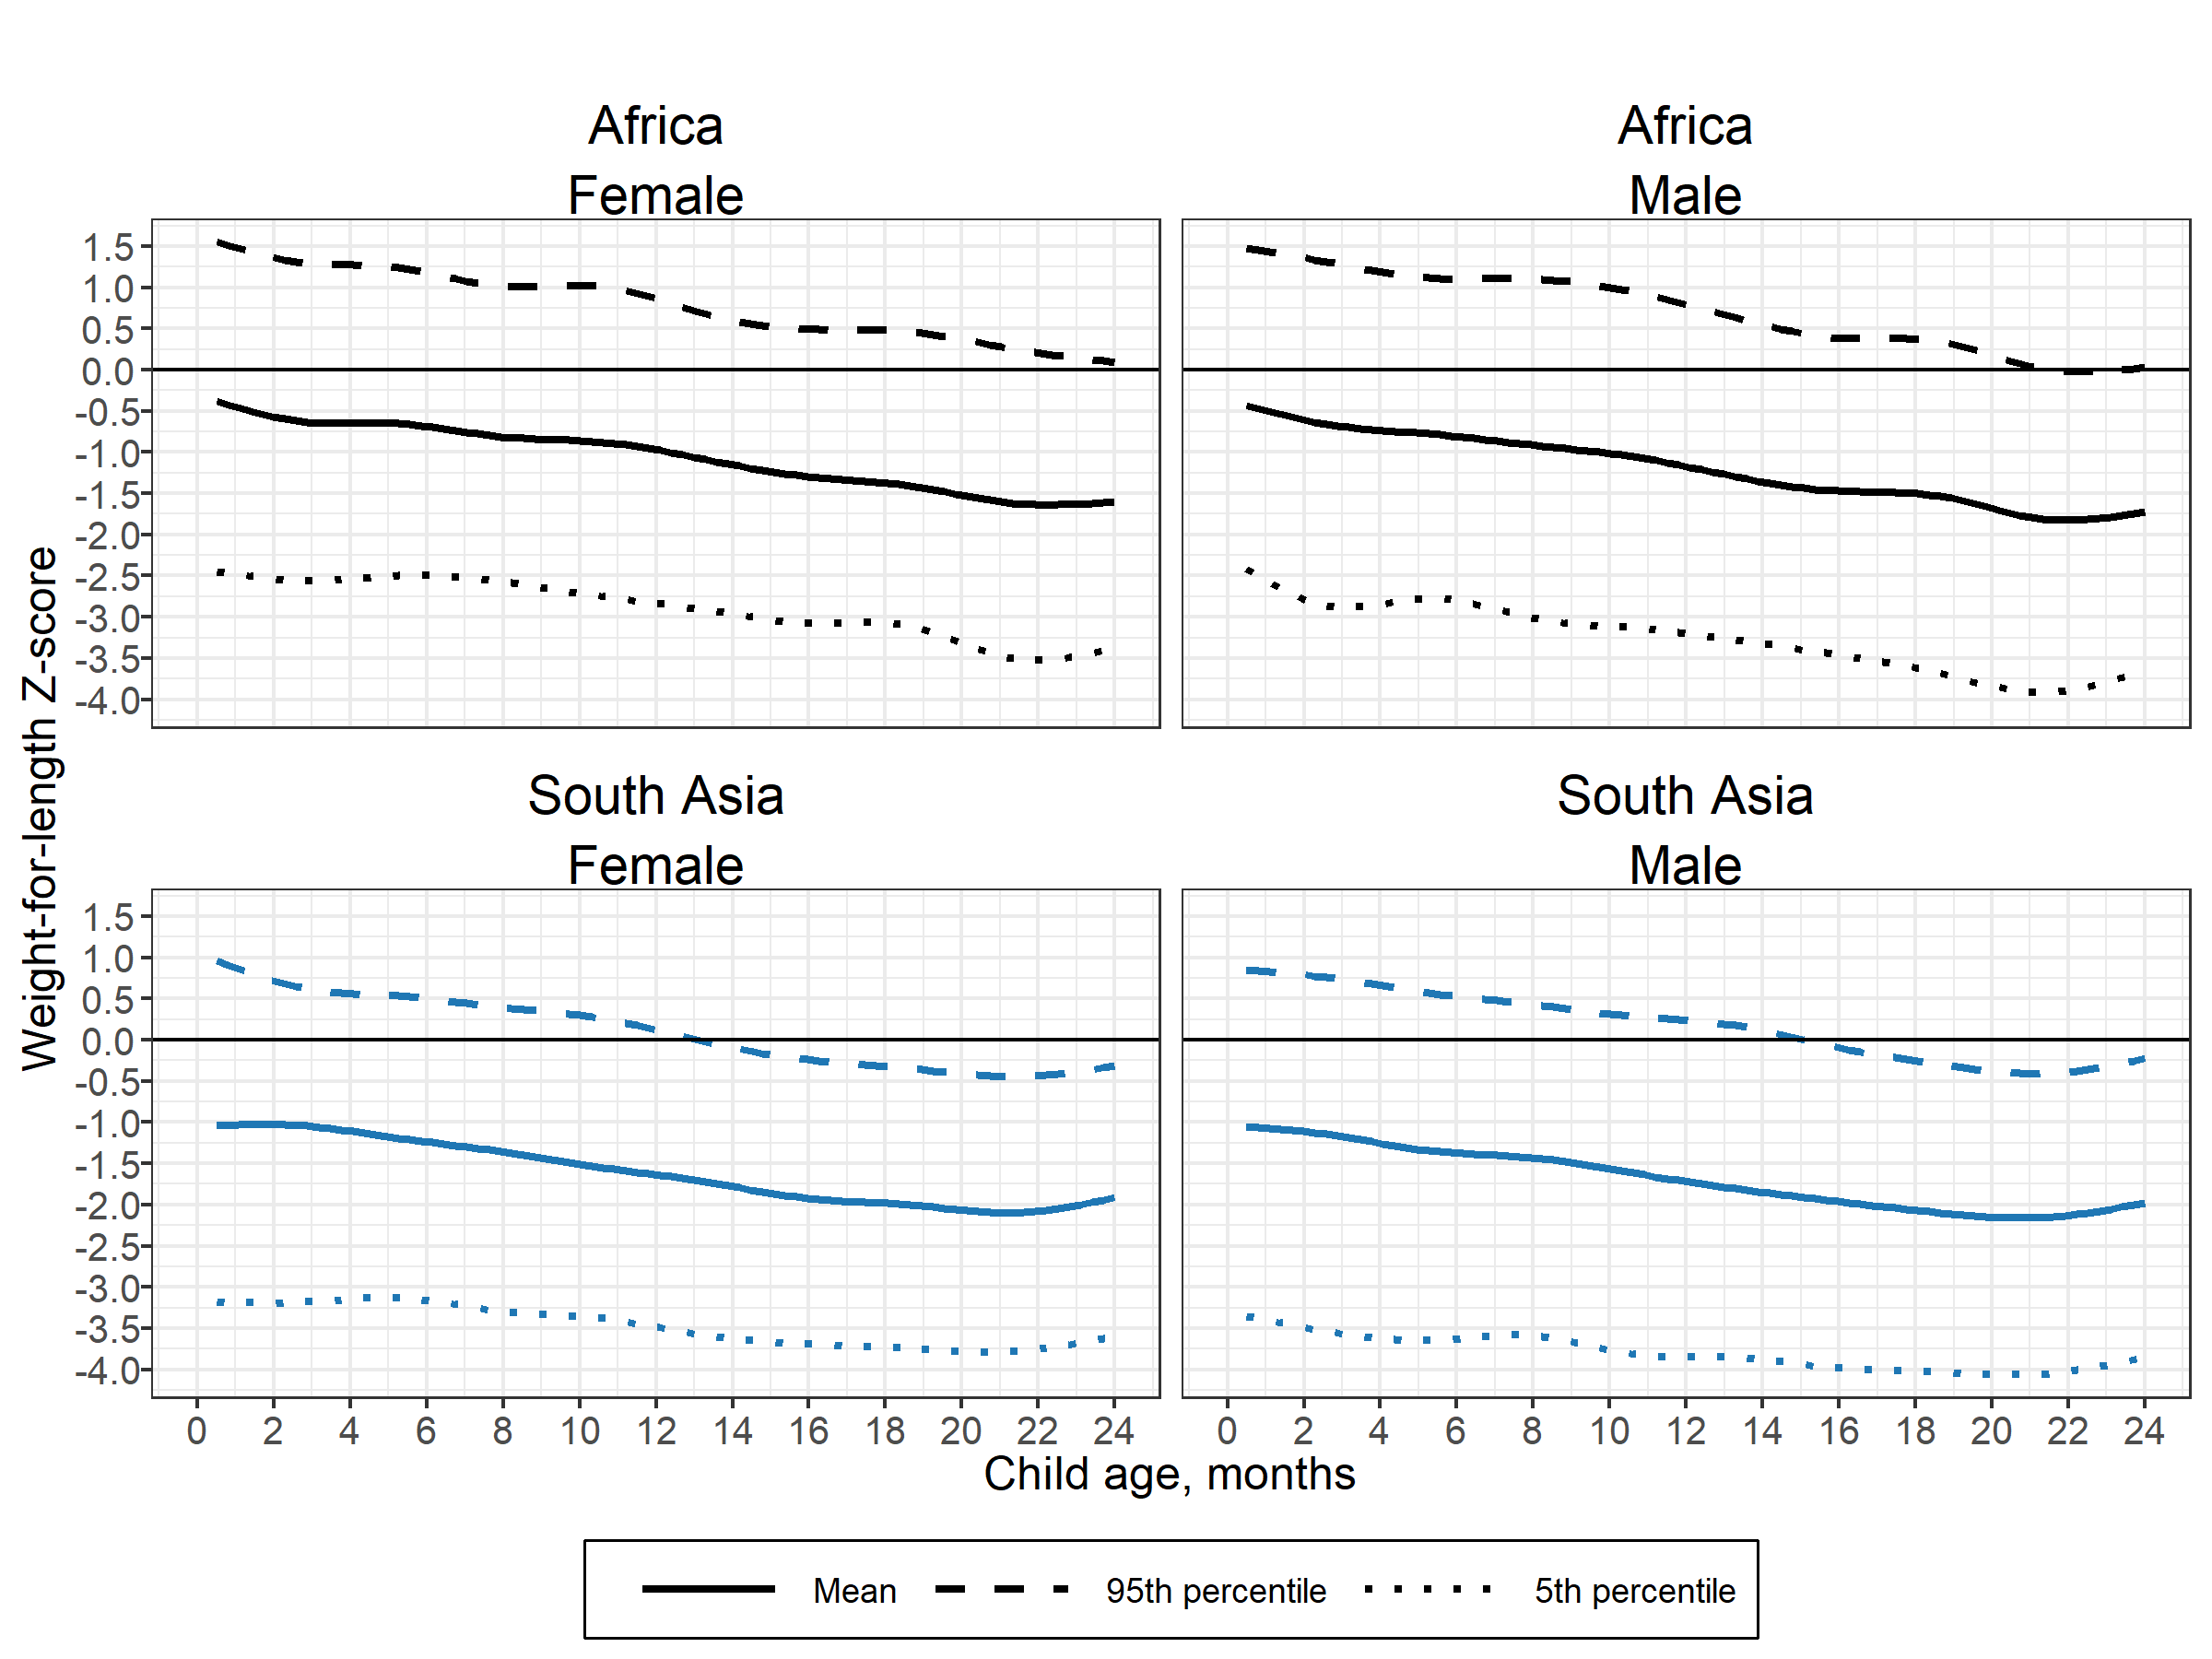 Africa
Female
Africa
Male
1.5
1.0
0.5
0.0
-0.5
-1.0
-1.5
-2.0
-2.5
-3.0
-3.5
-4.0
Weight-for-length Z-score
South Asia
Female
South Asia
Male
1.5
1.0
0.5
0.0
-0.5
-1.0
-1.5
-2.0
-2.5
-3.0
-3.5
-4.0
0 2 4 6 8 10 12 14 16 18 20 22 24
0 2 4 6 8 10 12 14 16 18 20 22 24
Child age, months
Mean 95th percentile 5th percentile